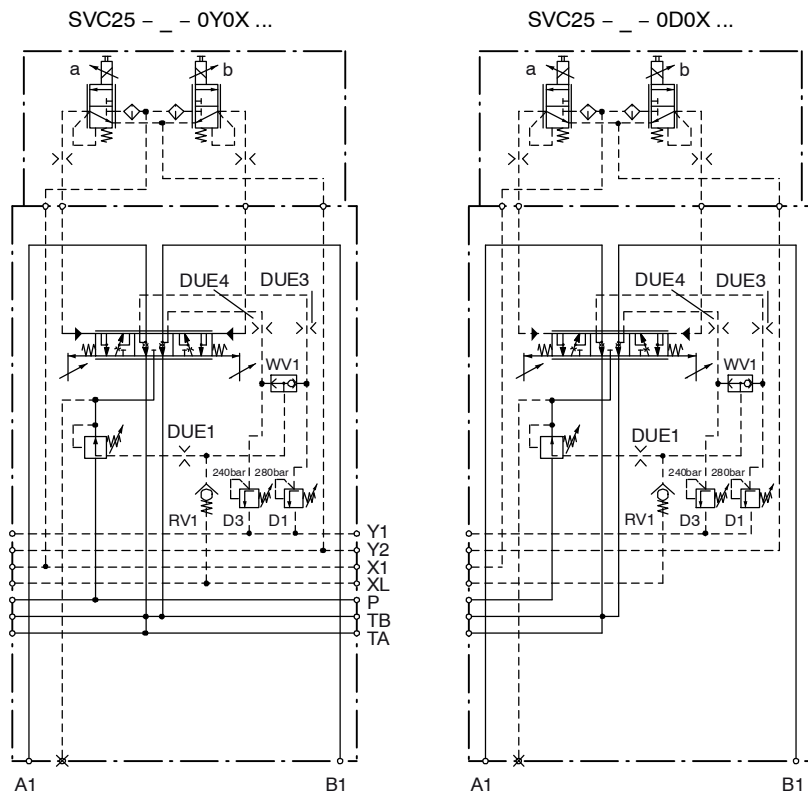 SVC25 – _ – 0Y0X ...
a
b
DUE4
DUE3
WV1
DUE1
240bar
280bar
RV1
D3
D1
Y1
Y2
X1
XL
P
TB
TA
A1
B1
SVC25 – _ – 0D0X ...
a
b
DUE4
DUE3
WV1
DUE1
240bar
280bar
RV1
D3
D1
A1
B1